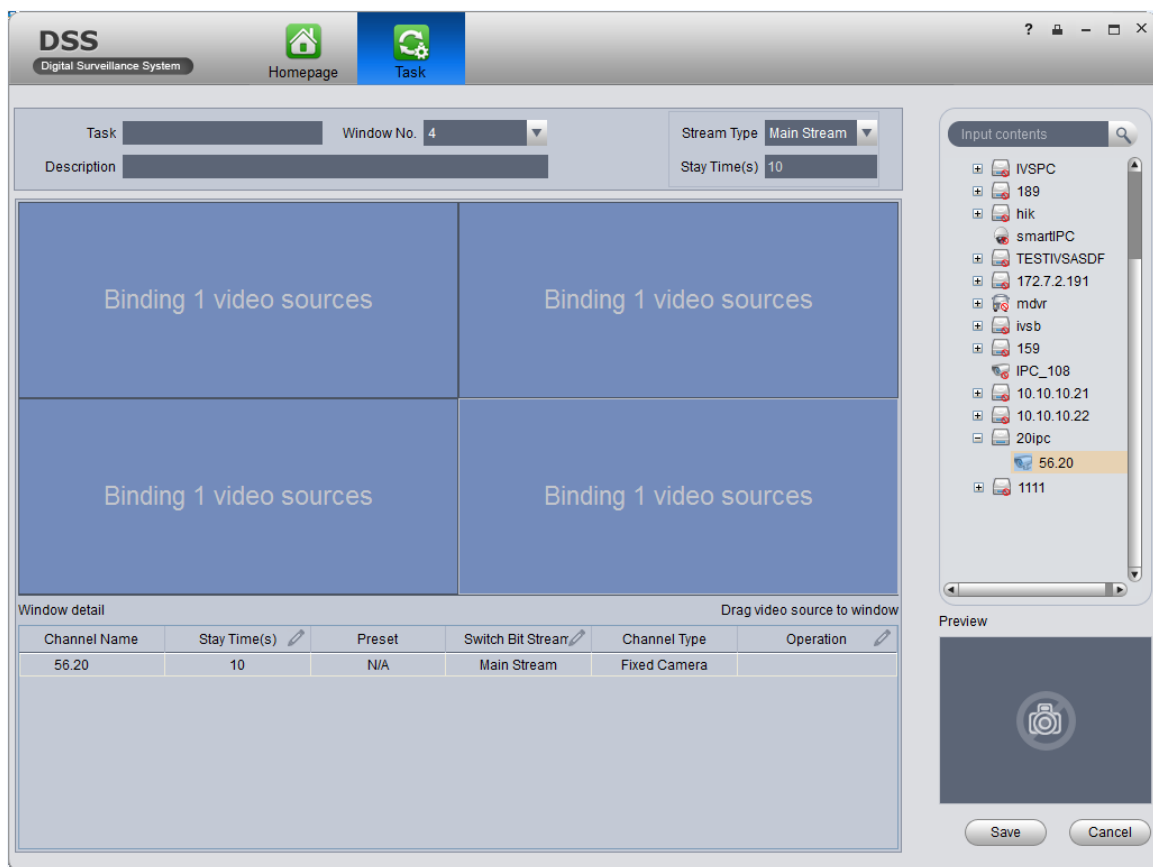 DSS
Digital Surveillance System
Homepage
Task
?
Task
Window No. 4
Stream Type Main Stream
Description
Stay Time(s) 10
Input contents
IVSPC
189
hik
smartIPC
TESTIVSASDF
172.7.2.191
mdvr
ivsb
159
IPC_108
10.10.10.21
10.10.10.22
20ipc
56.20
1111
Binding 1 video sources
Binding 1 video sources
Binding 1 video sources
Binding 1 video sources
Window detail
Drag video source to window
Channel Name Stay Time(s) Preset Switch Bit Stream Channel Type Operation
56.20 10 N/A Main Stream Fixed Camera
Preview
Save Cancel